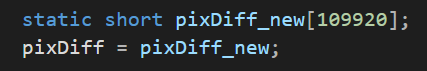 static short pixDiff_new[109920];
pixDiff = pixDiff_new;